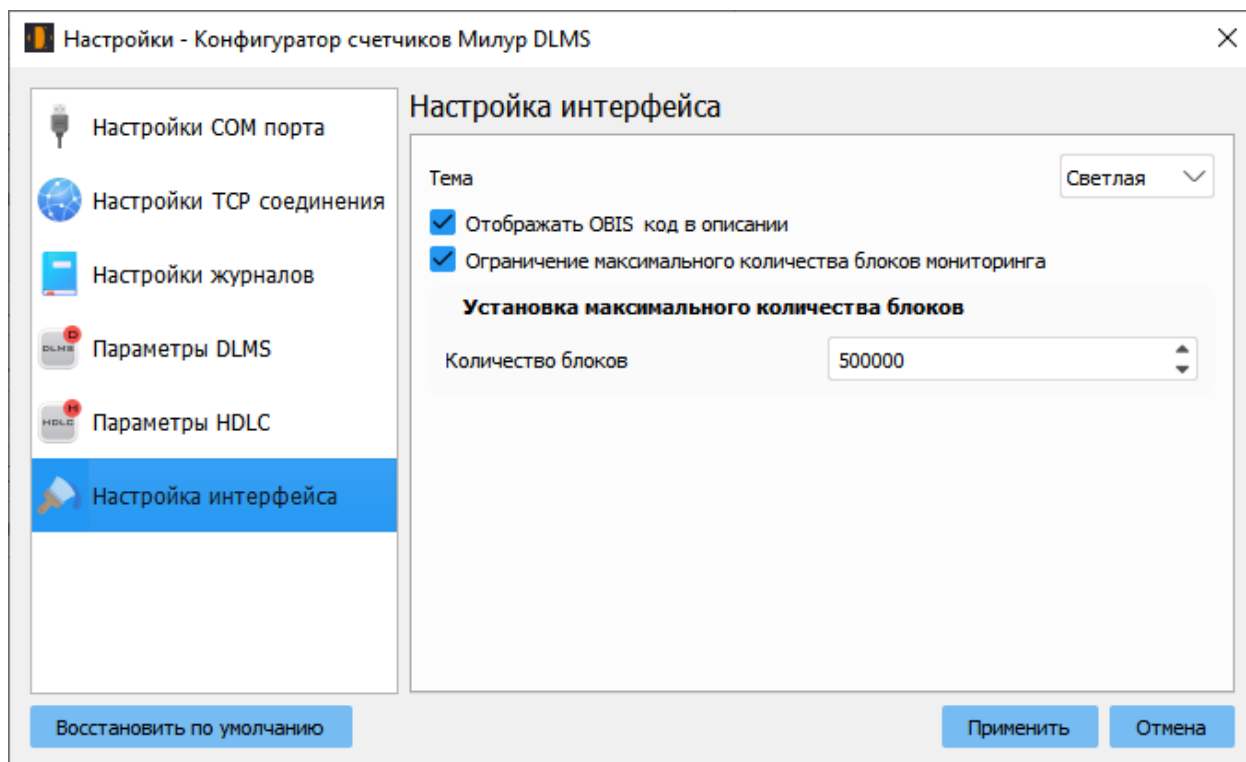 Настройки - Конфигуратор счетчиков Милур DLMS
Настройки COM порта
Настройки TCP соединения
Настройки журналов
DLMS
D
Параметры DLMS
HDLC
H
Параметры HDLC
Настройка интерфейса
Настройка интерфейса
Тема
Светлая
Отображать OBIS код в описании
Ограничение максимального количества блоков мониторинга
Установка максимального количества блоков
Количество блоков
500000
Восстановить по умолчанию
Применить
Отмена